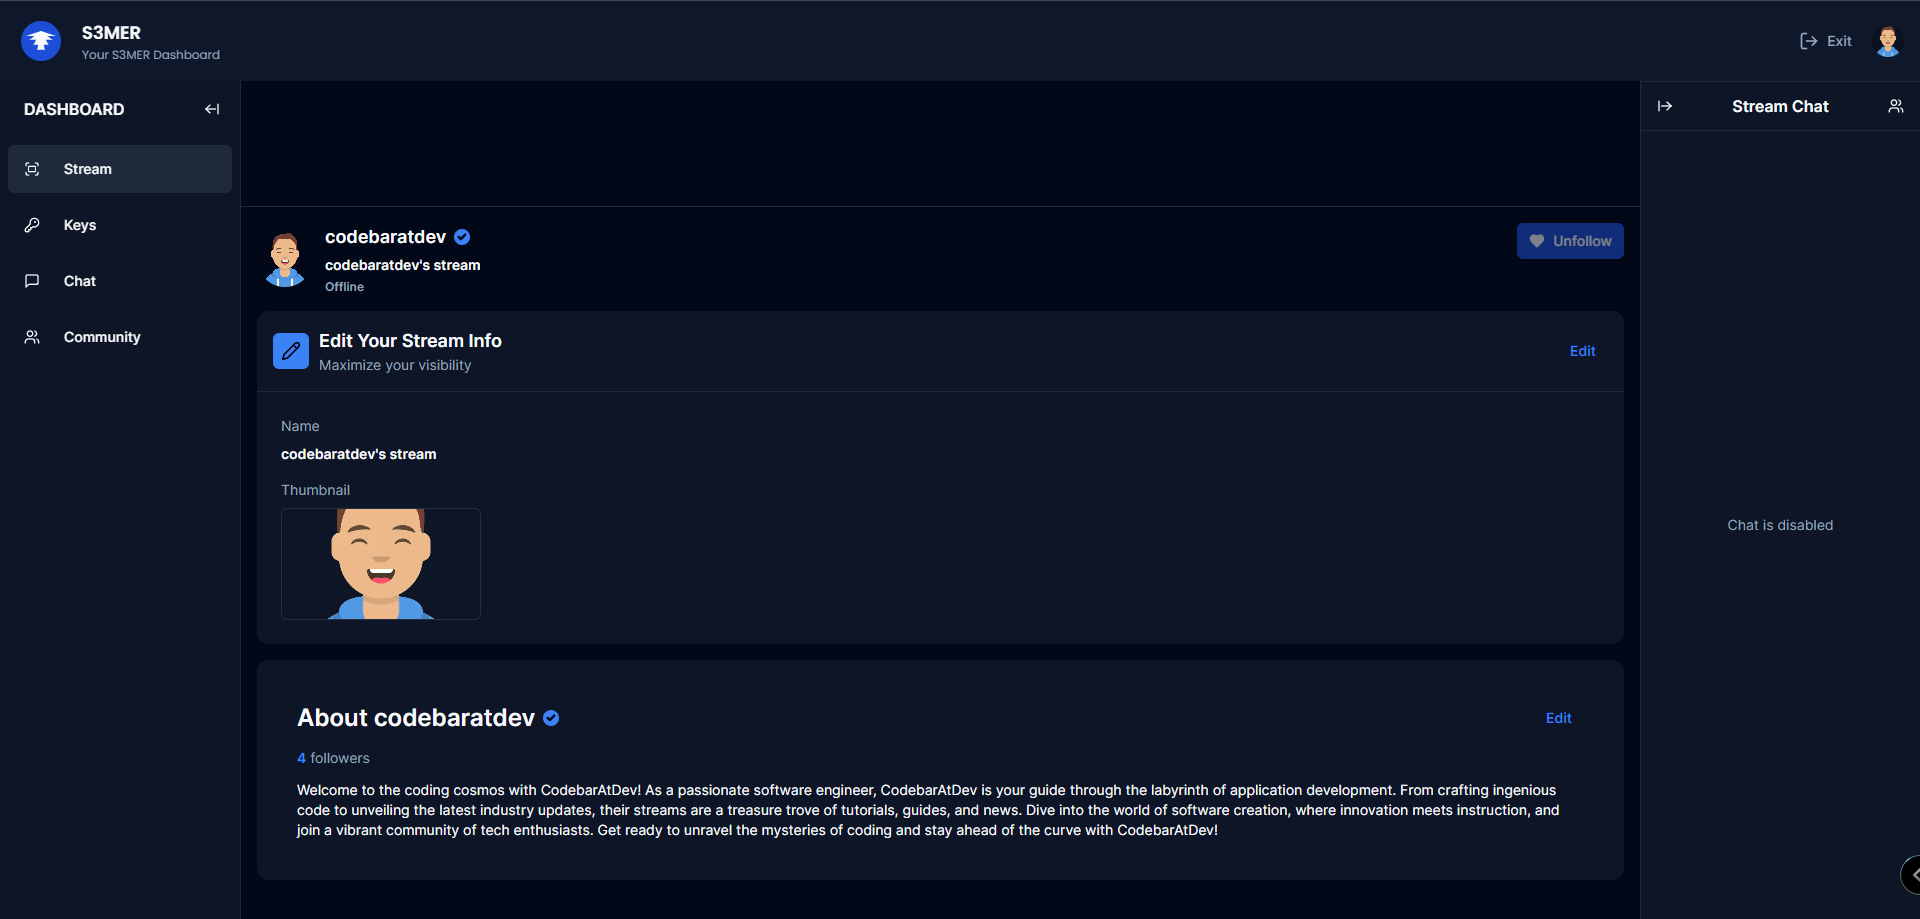 S3MER
Your S3MER Dashboard
Exit
DASHBOARD
Stream
Keys
Chat
Community
codebaratdev
codebaratdev's stream
Offline
Unfollow
Edit Your Stream Info
Maximize your visibility
Edit
Name
codebaratdev's stream
Thumbnail
About codebaratdev
Edit
4 followers
Welcome to the coding cosmos with CodebarAtDev! As a passionate software engineer, CodebarAtDev is your guide through the labyrinth of application development. From crafting ingenious
code to unveiling the latest industry updates, their streams are a treasure trove of tutorials, guides, and news. Dive into the world of software creation, where innovation meets instruction, and
join a vibrant community of tech enthusiasts. Get ready to unravel the mysteries of coding and stay ahead of the curve with CodebarAtDev!
Stream Chat
Chat is disabled